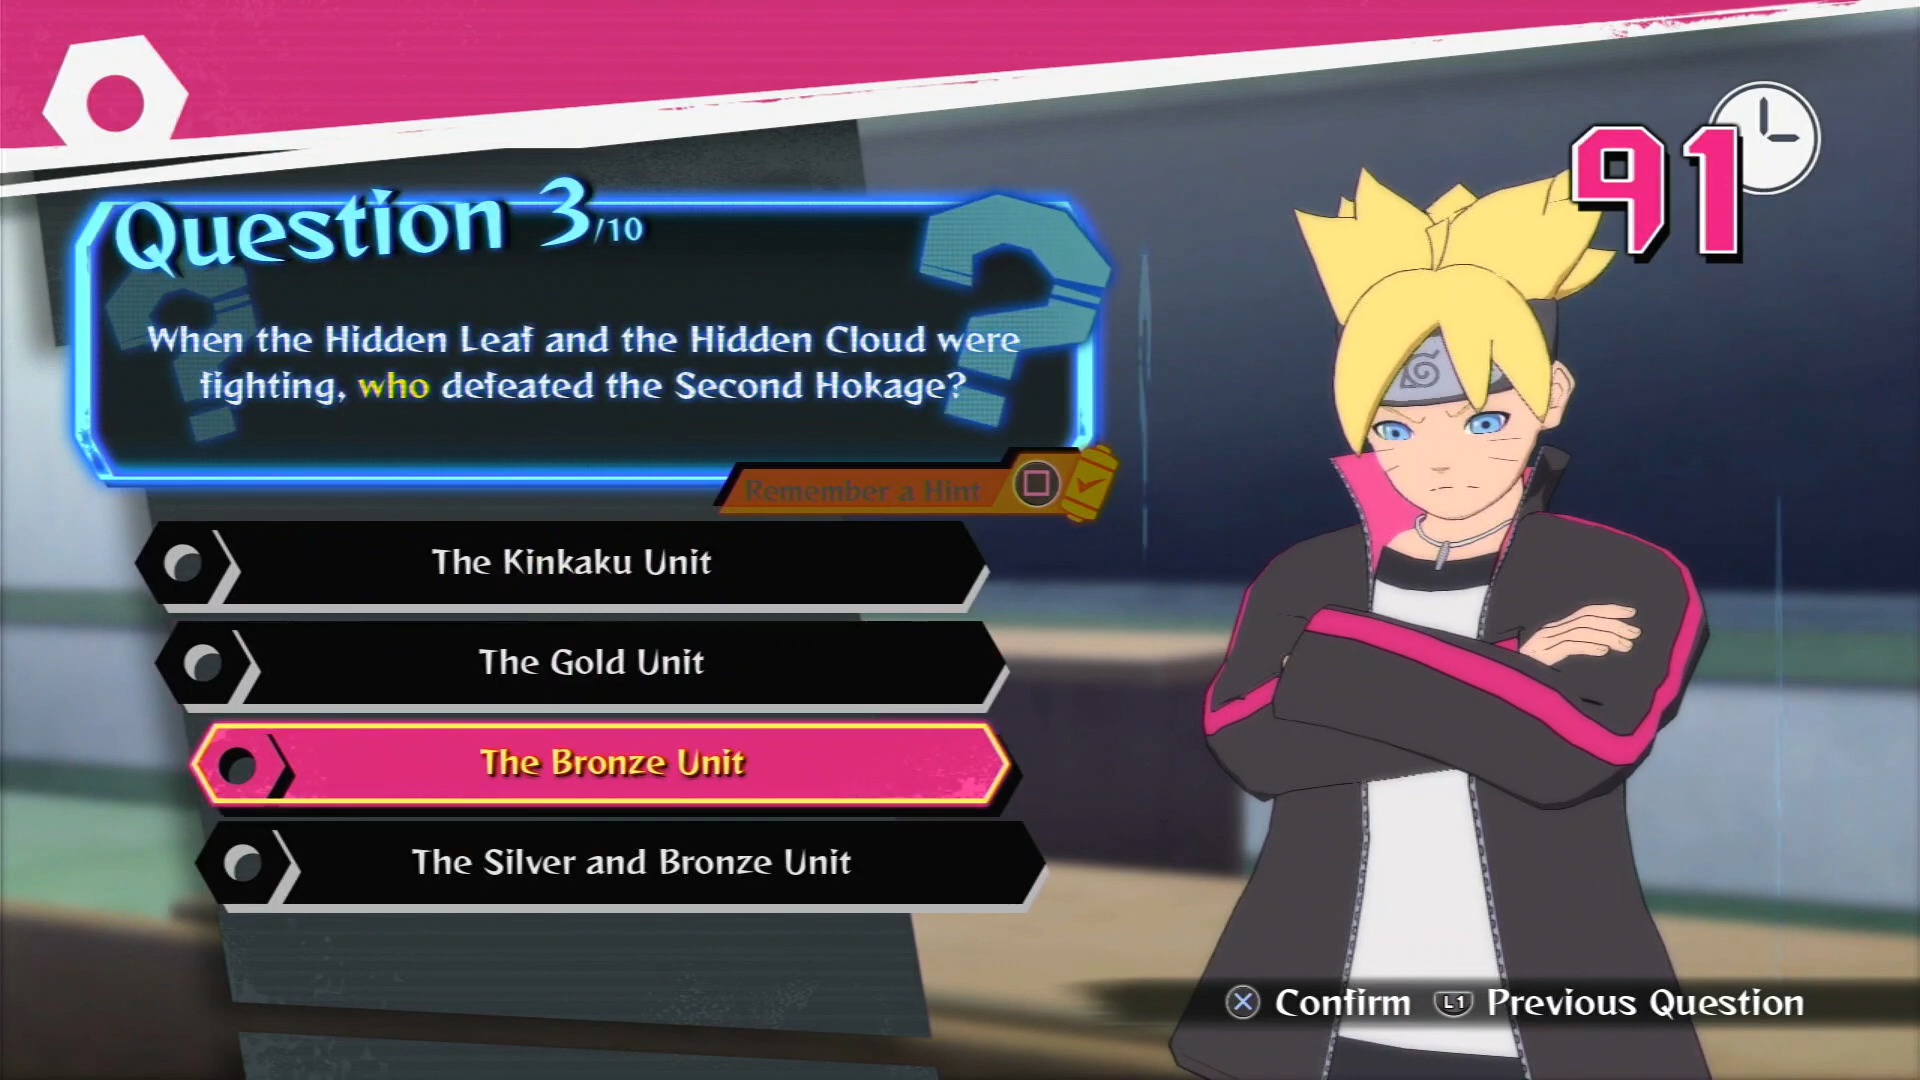 91
Question 3/10
When the Hidden Leaf and the Hidden Cloud were
fighting, who defeated the Second Hokage?
Remember a Hint
The Kinkaku Unit
The Gold Unit
The Bronze Unit
The Silver and Bronze Unit
Confirm L1 Previous Question